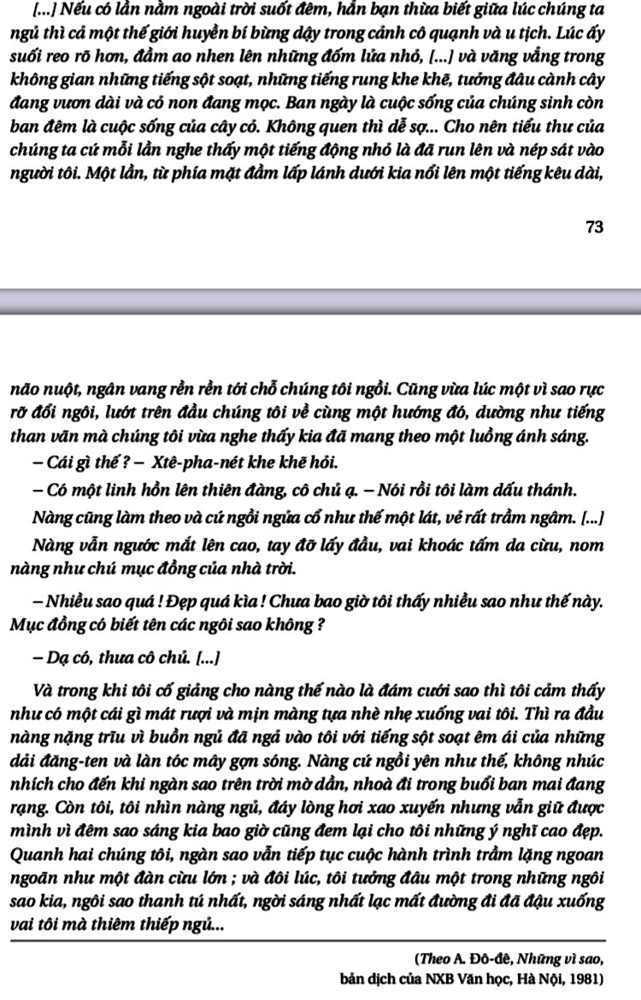 [...] Nếu có lần nằm ngoài trời suốt đêm, hẳn bạn thừa biết giữa lúc chúng ta
ngủ thì cả một thế giới huyền bí bừng dậy trong cảnh cô quạnh và u tịch. Lúc ấy
suối reo rõ hơn, đầm ao nhen lên những đốm lửa nhỏ, [...] và văng vẳng trong
không gian những tiếng sột soạt, những tiếng rung khe khẽ, tưởng đâu cành cây
đang vươn dài và cỏ non đang mọc. Ban ngày là cuộc sống của chúng sinh còn
ban đêm là cuộc sống của cây cỏ. Không quen thì dễ sợ... Cho nên tiểu thư của
chúng ta cứ mỗi lần nghe thấy một tiếng động nhỏ là đã run lên và nép sát vào
người tôi. Một lần, từ phía mặt đầm lấp lánh dưới kia nổi lên một tiếng kêu dài,
73
não nuột, ngân vang rền rền tới chỗ chúng tôi ngồi. Cũng vừa lúc một vì sao rực
rỡ đổi ngôi, lướt trên đầu chúng tôi về cùng một hướng đó, dường như tiếng
than vãn mà chúng tôi vừa nghe thấy kia đã mang theo một luồng ánh sáng.
– Cái gì thế ? – Xtê-pha-nét khe khẽ hỏi.
– Có một linh hồn lên thiên đàng, cô chủ ạ. – Nói rồi tôi làm dấu thánh.
Nàng cũng làm theo và cứ ngồi ngửa cổ như thế một lát, vẻ rất trầm ngâm. [...]
Nàng vẫn ngước mắt lên cao, tay đỡ lấy đầu, vai khoác tấm da cừu, nom
nàng như chú mục đồng của nhà trời.
– Nhiều sao quá ! Đẹp quá kìa ! Chưa bao giờ tôi thấy nhiều sao như thế này.
Mục đồng có biết tên các ngôi sao không ?
– Dạ có, thưa cô chủ. [...]
Và trong khi tôi cố giảng cho nàng thế nào là đám cưới sao thì tôi cảm thấy
như có một cái gì mát rượi và mịn màng tựa nhè nhẹ xuống vai tôi. Thì ra đầu
nàng nặng trĩu vì buồn ngủ đã ngả vào tôi với tiếng sột soạt êm ái của những
dải đăng-ten và làn tóc mây gợn sóng. Nàng cứ ngồi yên như thế, không nhúc
nhích cho đến khi ngàn sao trên trời mờ dần, nhoà đi trong buổi ban mai đang
rạng. Còn tôi, tôi nhìn nàng ngủ, đáy lòng hơi xao xuyến nhưng vẫn giữ được
mình vì đêm sao sáng kia bao giờ cũng đem lại cho tôi những ý nghĩ cao đẹp.
Quanh hai chúng tôi, ngàn sao vẫn tiếp tục cuộc hành trình trầm lặng ngoan
ngoãn như một đàn cừu lớn ; và đôi lúc, tôi tưởng đâu một trong những ngôi
sao kia, ngôi sao thanh tú nhất, ngời sáng nhất lạc mất đường đi đã đậu xuống
vai tôi mà thiêm thiếp ngủ...
(Theo A. Đô-đê, Những vì sao,
bản dịch của NXB Văn học, Hà Nội, 1981)